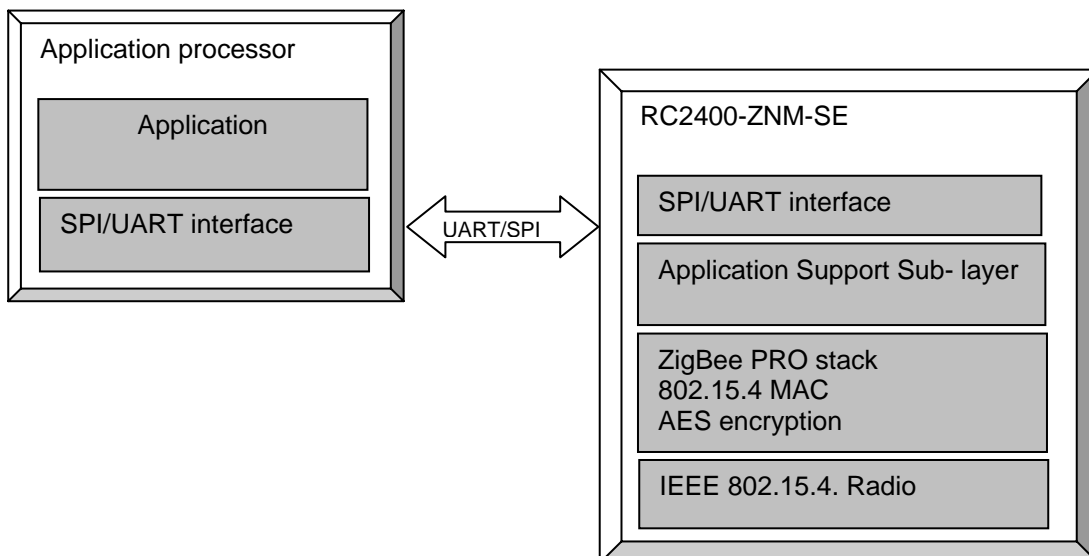 Application processor
Application
SPI/UART interface
UART/SPI
RC2400-ZNM-SE
SPI/UART interface
Application Support Sub- layer
ZigBee PRO stack
802.15.4 MAC
AES encryption
IEEE 802.15.4. Radio